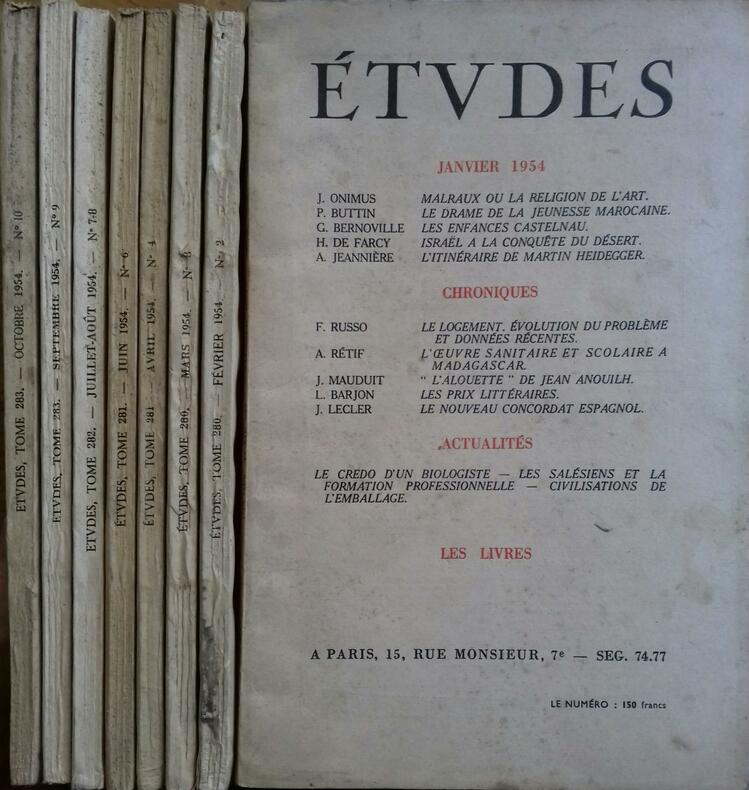 ÉTVDES, TOME 283. — OCTOBRE 1954. — N° 10
ÉTVDES, TOME 283. — SEPTEMBRE 1954. — N° 9
ETVDES, TOME 282. — JUILLET-AOÛT 1954. — N° 7-8
ÉTVDES, TOME 281. — JUIN 1954. — N° 6
ÉTVDES, TOME 281 — AVRIL 1954. — N° 4
ÉTVDES, TOME 280. — MARS 1954. — N°
ÉTVDES, TOME 280. — FÉVRIER 1954 — N° 2
ÉTVDES
JANVIER 1954
J. ONIMUS MALRAUX OU LA RELIGION DE L'ART.
P. BUTTIN LE DRAME DE LA JEUNESSE MAROCAINE.
G. BERNOVILLE LES ENFANCES CASTELNAU.
H. DE FARCY ISRAËL A LA CONQUÊTE DU DÉSERT.
A. JEANNIÈRE L'ITINÉRAIRE DE MARTIN HEIDEGGER.
CHRONIQUES
F. RUSSO LE LOGEMENT. ÉVOLUTION DU PROBLÈME
ET DONNÉES RÉCENTES.
A. RÉTIF L'ŒUVRE SANITAIRE ET SCOLAIRE A
MADAGASCAR.
J. MAUDUIT " L'ALOUETTE " DE JEAN ANOUILH.
L. BARJON LES PRIX LITTÉRAIRES.
J. LECLER LE NOUVEAU CONCORDAT ESPAGNOL.
ACTUALITÉS
LE CREDO D'UN BIOLOGISTE — LES SALÉSIENS ET LA
FORMATION PROFESSIONNELLE — CIVILISATIONS DE
L'EMBALLAGE.
LES LIVRES
A PARIS, 15, RUE MONSIEUR, 7e — SEG. 74.77
LE NUMÉRO : 150 francs